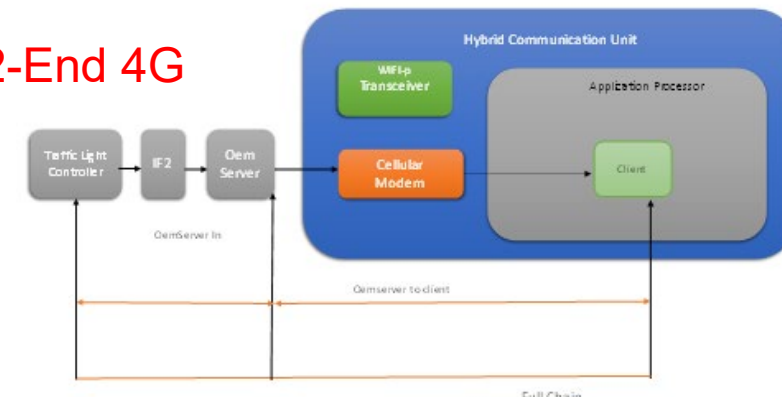 2-End 4G
Hybrid Communication Unit
WIFI-p
Transceiver
Application Processor
Traffic Light
Controller
IF2
Oem
Server
Cellular
Modem
Client
OemServer In
Oemserver to client
Full Chain